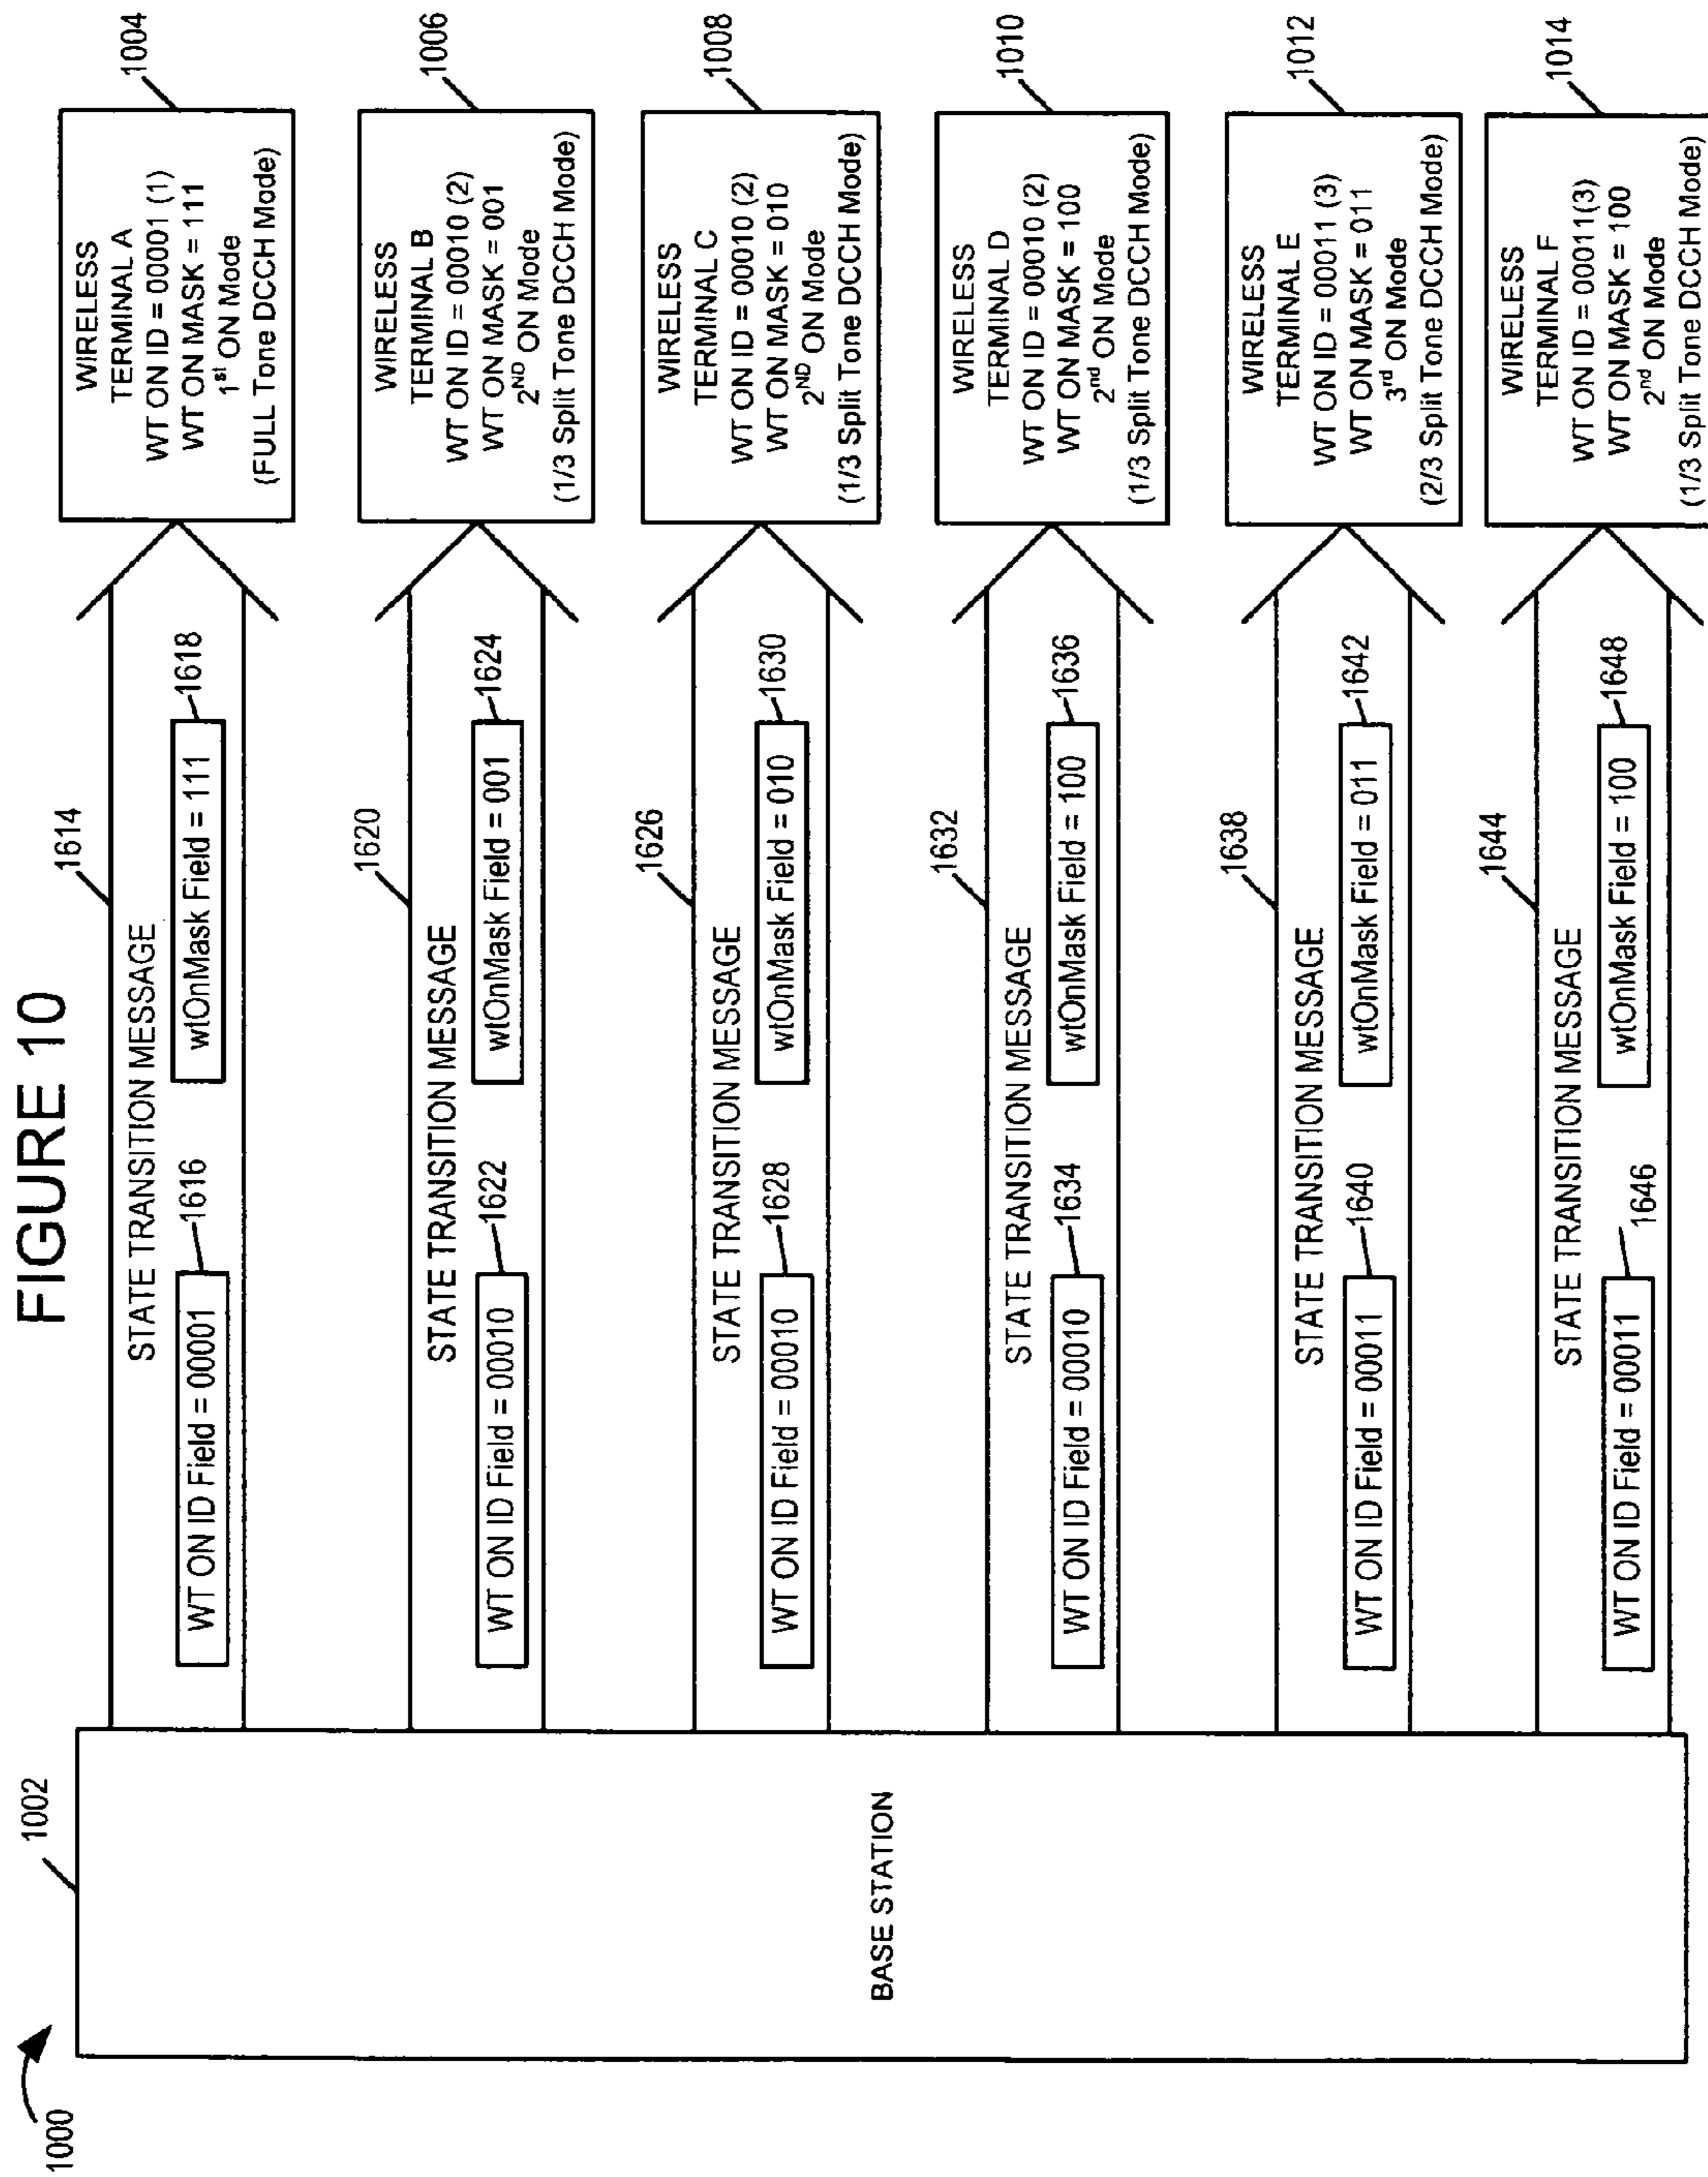 FIGURE 10
1000
1002
BASE STATION
1614
STATE TRANSITION MESSAGE
1616
WT ON ID Field = 00001
1618
wtOnMask Field = 111
1004
WIRELESS
TERMINAL A
WT ON ID = 00001 (1)
WT ON MASK = 111
1st ON Mode
(FULL Tone DCCH Mode)
1620
STATE TRANSITION MESSAGE
1622
WT ON ID Field = 00010
1624
wtOnMask Field = 001
1006
WIRELESS
TERMINAL B
WT ON ID = 00010 (2)
WT ON MASK = 001
2ND ON Mode
(1/3 Split Tone DCCH Mode)
1626
STATE TRANSITION MESSAGE
1628
WT ON ID Field = 00010
1630
wtOnMask Field = 010
1008
WIRELESS
TERMINAL C
WT ON ID = 00010 (2)
WT ON MASK = 010
2ND ON Mode
(1/3 Split Tone DCCH Mode)
1632
STATE TRANSITION MESSAGE
1634
WT ON ID Field = 00010
1636
wtOnMask Field = 100
1010
WIRELESS
TERMINAL D
WT ON ID = 00010 (2)
WT ON MASK = 100
2nd ON Mode
(1/3 Split Tone DCCH Mode)
1638
STATE TRANSITION MESSAGE
1640
WT ON ID Field = 00011
1642
wtOnMask Field = 011
1012
WIRELESS
TERMINAL E
WT ON ID = 00011 (3)
WT ON MASK = 011
3rd ON Mode
(2/3 Split Tone DCCH Mode)
1644
STATE TRANSITION MESSAGE
1646
WT ON ID Field = 00011
1648
wtOnMask Field = 100
1014
WIRELESS
TERMINAL F
WT ON ID = 00011(3)
WT ON MASK = 100
2nd ON Mode
(1/3 Split Tone DCCH Mode)